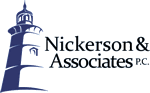 Nickerson &
Associates P.C.